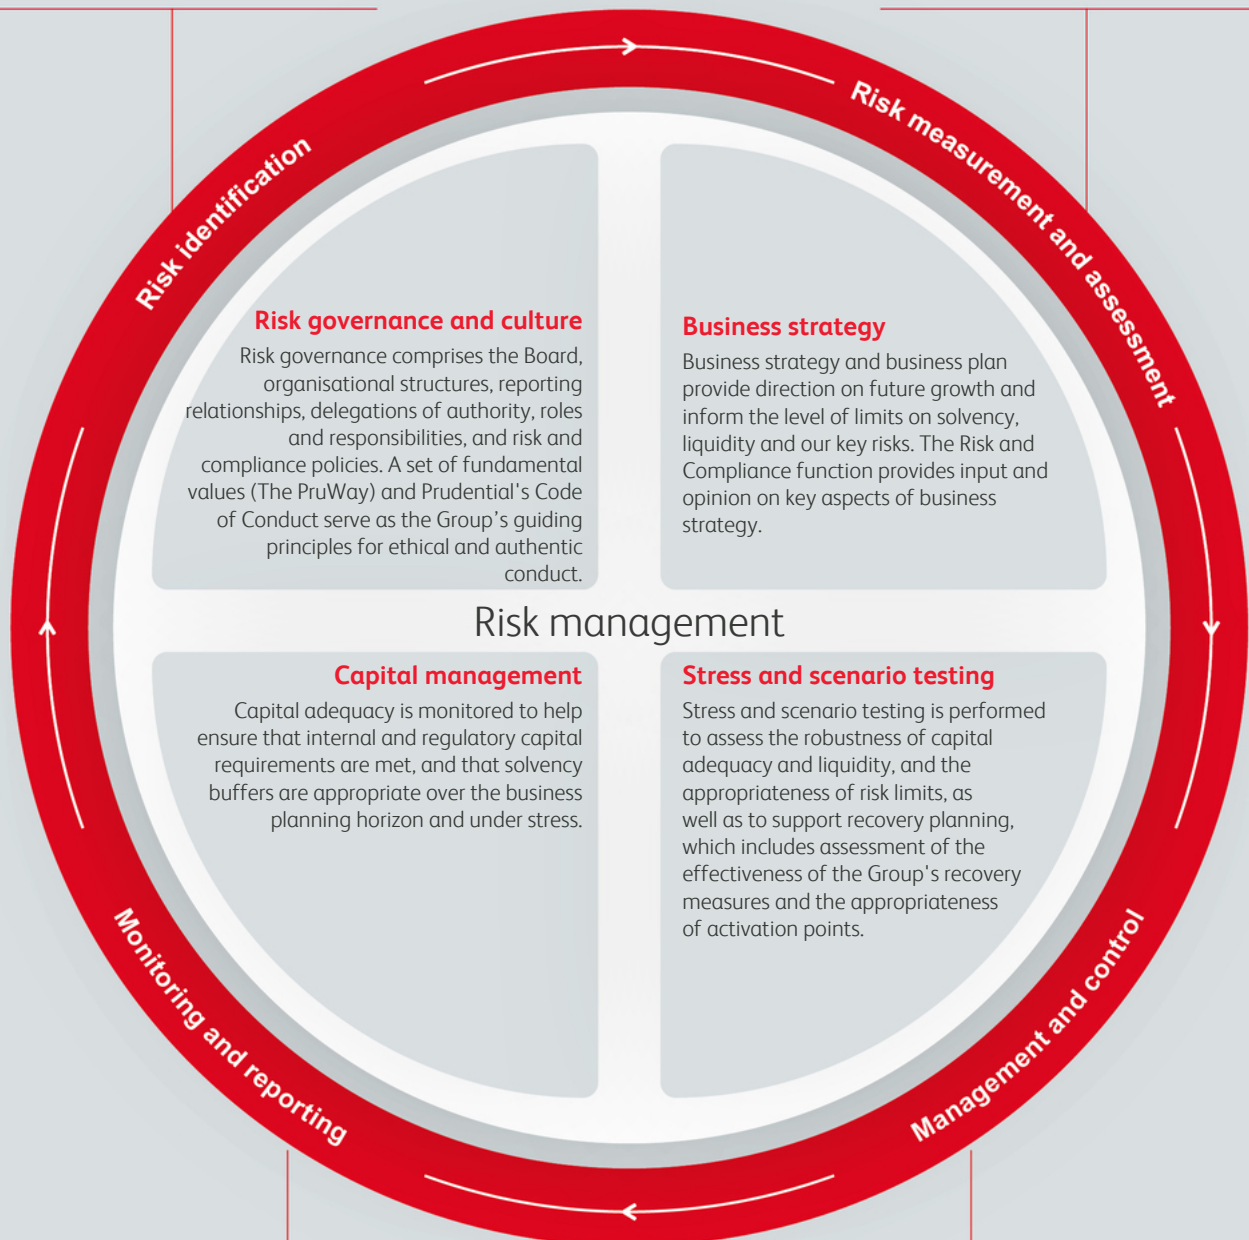 Risk identification
Risk measurement and assessment
Risk governance and culture
Risk governance comprises the Board,
organisational structures, reporting
relationships, delegations of authority, roles
and responsibilities, and risk and
compliance policies. A set of fundamental
values (The PruWay) and Prudential's Code
of Conduct serve as the Group’s guiding
principles for ethical and authentic
conduct.
Business strategy
Business strategy and business plan
provide direction on future growth and
inform the level of limits on solvency,
liquidity and our key risks. The Risk and
Compliance function provides input and
opinion on key aspects of business
strategy.
Risk management
Capital management
Capital adequacy is monitored to help
ensure that internal and regulatory capital
requirements are met, and that solvency
buffers are appropriate over the business
planning horizon and under stress.
Stress and scenario testing
Stress and scenario testing is performed
to assess the robustness of capital
adequacy and liquidity, and the
appropriateness of risk limits, as
well as to support recovery planning,
which includes assessment of the
effectiveness of the Group's recovery
measures and the appropriateness
of activation points.
Monitoring and reporting
Management and control